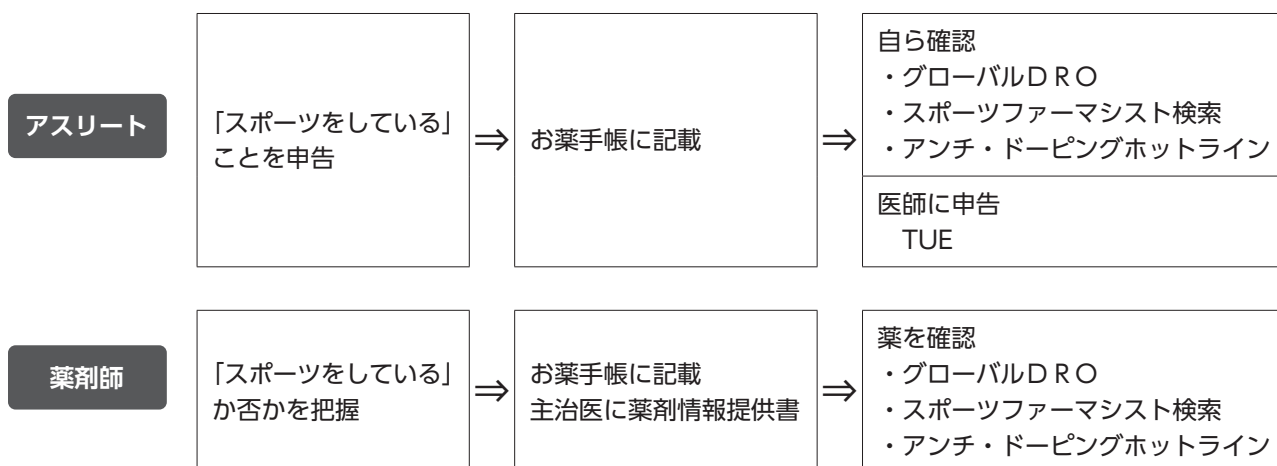 アスリート
「スポーツをしている」
ことを申告
⇒
お薬手帳に記載
⇒
自ら確認
・グローバルＤＲＯ
・スポーツファーマシスト検索
・アンチ・ドーピングホットライン
医師に申告
TUE
薬剤師
「スポーツをしている」
か否かを把握
⇒
お薬手帳に記載
主治医に薬剤情報提供書
⇒
薬を確認
・グローバルＤＲＯ
・スポーツファーマシスト検索
・アンチ・ドーピングホットライン